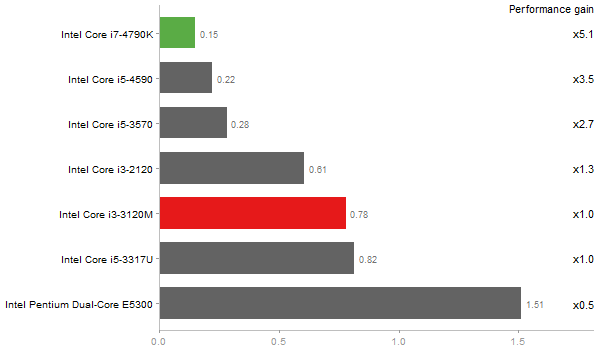 Performance gain
Intel Core i7-4790K 0.15 x5.1
Intel Core i5-4590 0.22 x3.5
Intel Core i5-3570 0.28 x2.7
Intel Core i3-2120 0.61 x1.3
Intel Core i3-3120M 0.78 x1.0
Intel Core i5-3317U 0.82 x1.0
Intel Pentium Dual-Core E5300 1.51 x0.5
0.0 0.5 1.0 1.5